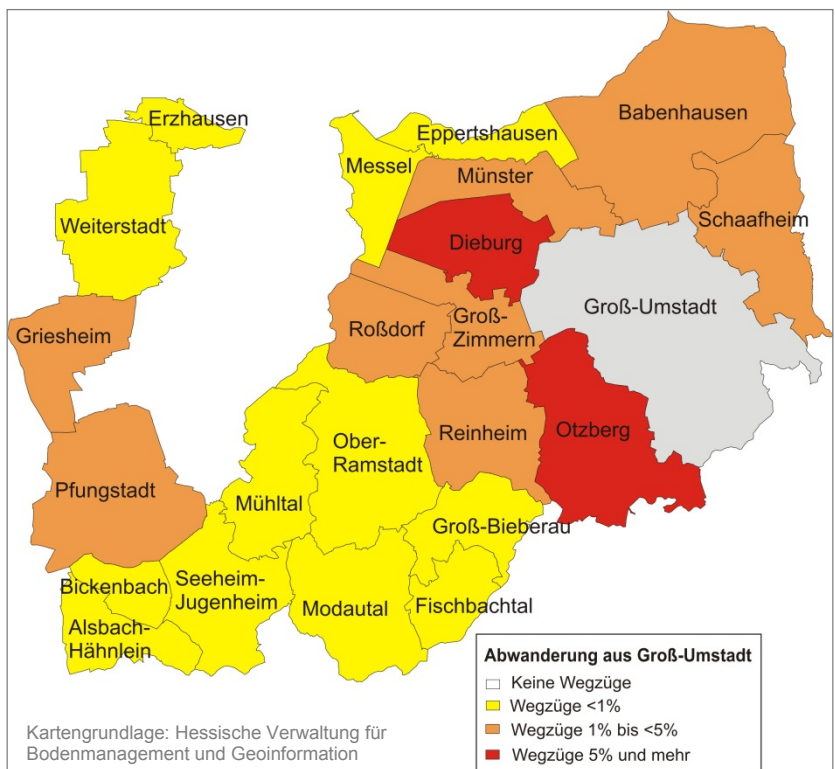 Erzhausen
Babenhausen
Eppertshausen
Messel
Münster
Weiterstadt
Schaafheim
Dieburg
Groß-Umstadt
Griesheim
Roßdorf
Groß-
Zimmern
Otzberg
Reinheim
Ober-
Ramstadt
Pfungstadt
Mühltal
Groß-Bieberau
Bickenbach
Seeheim-
Jugenheim
Modautal
Fischbachtal
Alsbach-
Hähnlein
Abwanderung aus Groß-Umstadt
Keine Wegzüge
Wegzüge <1%
Wegzüge 1% bis <5%
Wegzüge 5% und mehr
Kartengrundlage: Hessische Verwaltung für
Bodenmanagement und Geoinformation